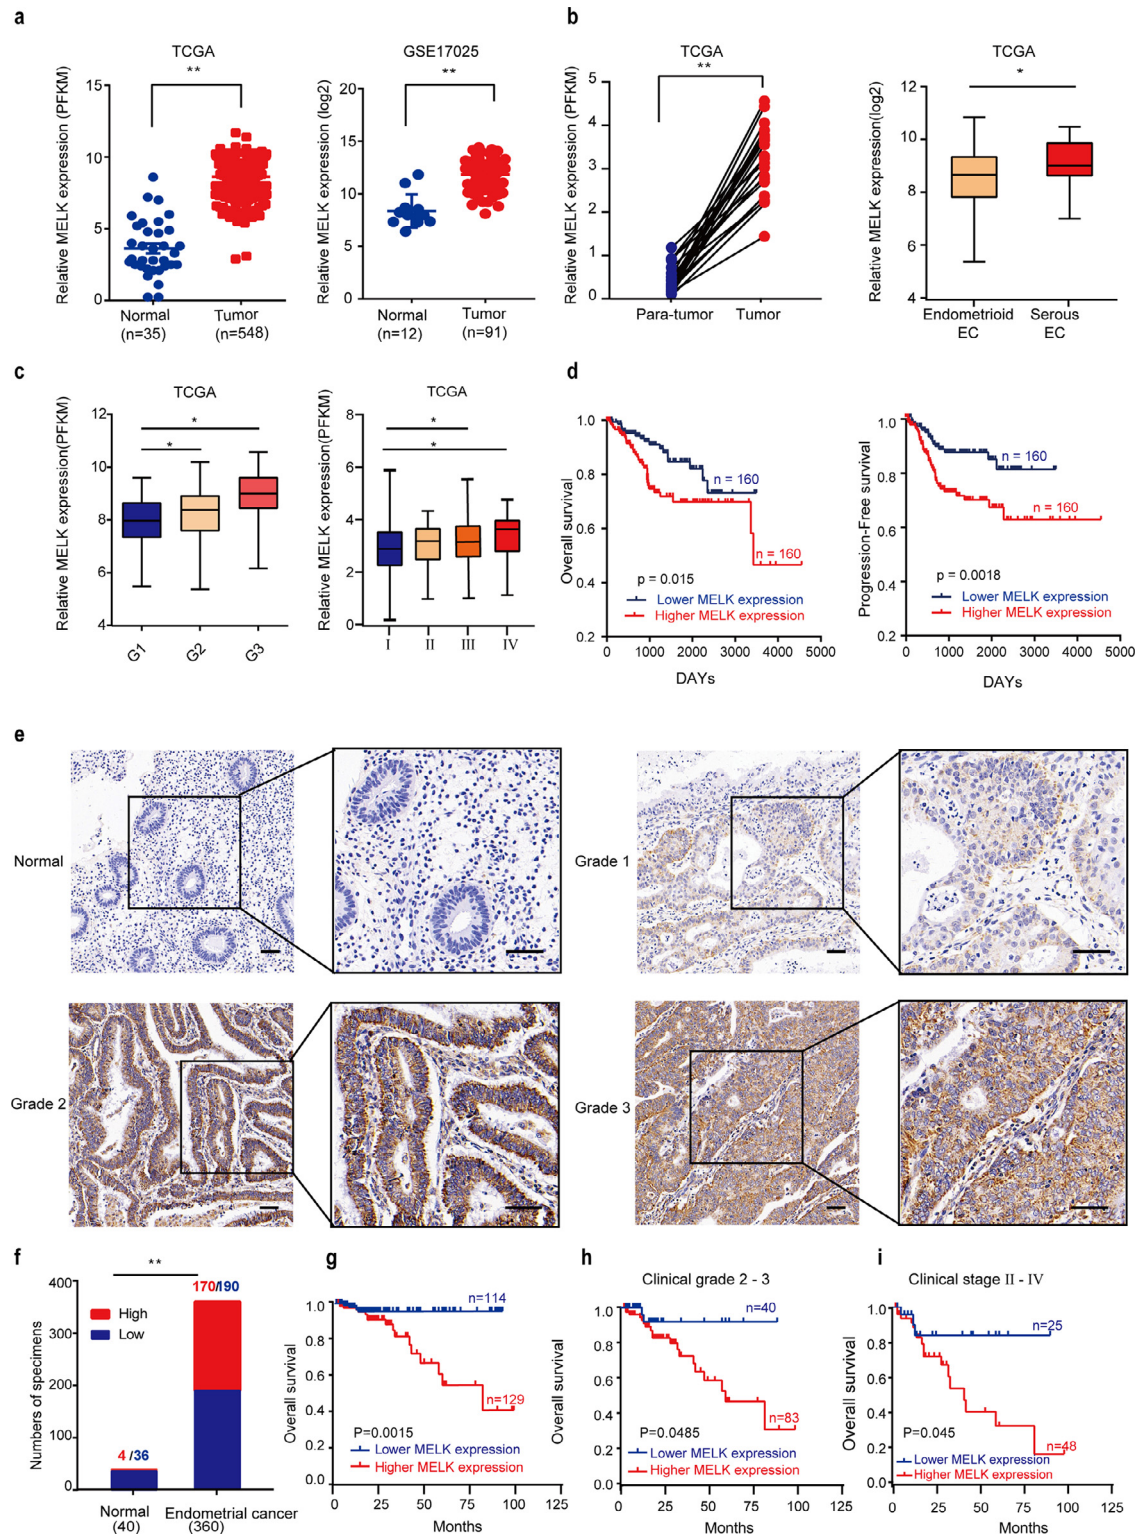 a
TCGA
**
Relative MELK expression (PFKM)
15
10
5
0
Normal
(n=35)
Tumor
(n=548)
GSE17025
**
Relative MELK expression (log2)
20
15
10
5
0
Normal
(n=12)
Tumor
(n=91)
b
TCGA
**
Relative MELK expression (PFKM)
5
4
3
2
1
0
Para-tumor
Tumor
TCGA
*
Relative MELK expression(log2)
12
10
8
6
4
Endometrioid
EC
Serous
EC
c
TCGA
*
*
Relative MELK expression(PFKM)
12
10
8
6
4
G1
G2
G3
TCGA
*
*
Relative MELK expression(PFKM)
8
6
4
2
0
I
II
III
IV
d
Overall survival
1.0
0.8
0.6
0.4
0.2
n = 160
n = 160
p = 0.015
Lower MELK expression
Higher MELK expression
0 1000 2000 3000 4000 5000
DAYs
Progression-Free survival
1.0
0.8
0.6
0.4
0.2
n = 160
n = 160
p = 0.0018
Lower MELK expression
Higher MELK expression
0 1000 2000 3000 4000 5000
DAYs
e
Normal
Grade 1
Grade 2
Grade 3
f
**
Numbers of specimens
400
300
200
100
0
High
Low
170/190
4 /36
Normal
(40)
Endometrial cancer
(360)
g
Overall survival
1.0
0.8
0.6
0.4
0.2
0.0
n=114
n=129
P=0.0015
Lower MELK expression
Higher MELK expression
0 25 50 75 100 125
Months
h
Clinical grade 2 - 3
Overall survival
1.0
0.8
0.6
0.4
0.2
0.0
n=40
n=83
P=0.0485
Lower MELK expression
Higher MELK expression
0 25 50 75 100 125
Months
i
Clinical stage II - IV
Overall survival
1.0
0.8
0.6
0.4
0.2
0.0
n=25
n=48
P=0.045
Lower MELK expression
Higher MELK expression
0 25 50 75 100 125
Months